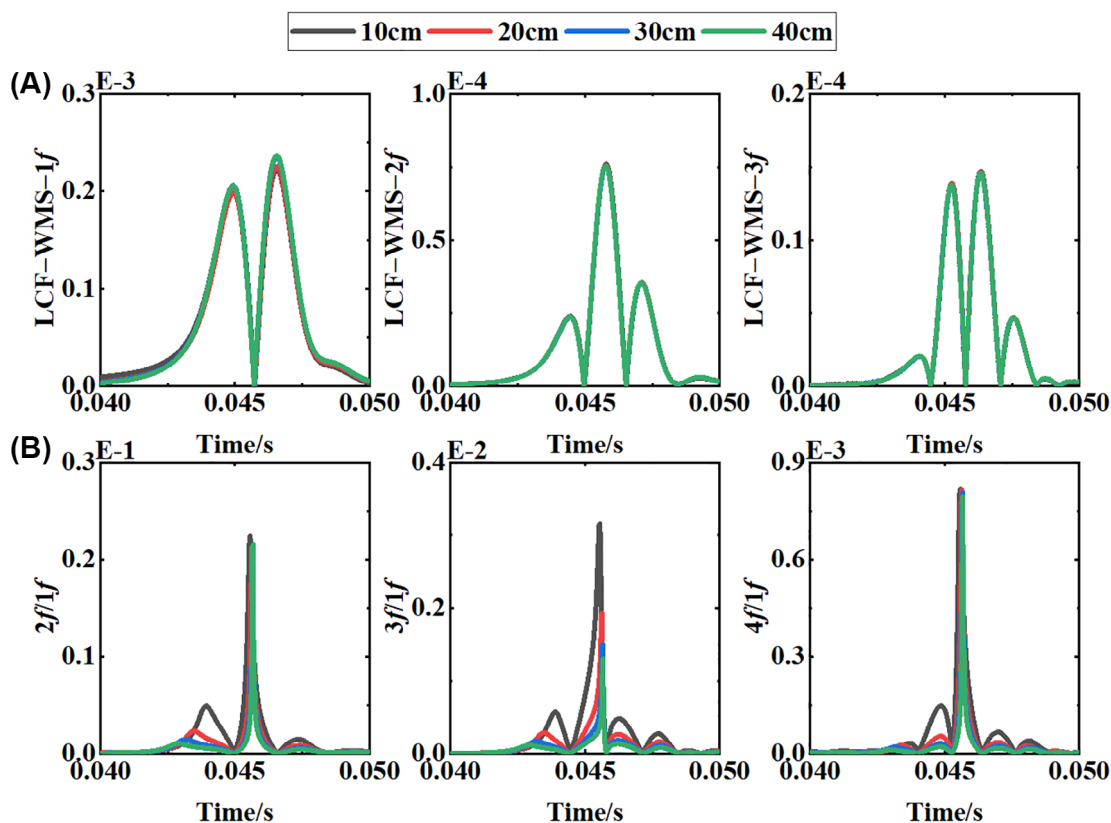 10cm 20cm 30cm 40cm
(A)
E-3
0.3
0.2
0.1
0.0
LCF−WMS−1f
0.040 0.045 0.050
Time/s
E-4
1.0
0.5
0.0
LCF−WMS−2f
0.040 0.045 0.050
Time/s
E-4
0.2
0.1
0.0
LCF−WMS−3f
0.040 0.045 0.050
Time/s
(B)
E-1
0.3
0.2
0.1
0.0
2f/1f
0.040 0.045 0.050
Time/s
E-2
0.4
0.2
0.0
3f/1f
0.040 0.045 0.050
Time/s
E-3
0.9
0.6
0.3
0.0
4f/1f
0.040 0.045 0.050
Time/s